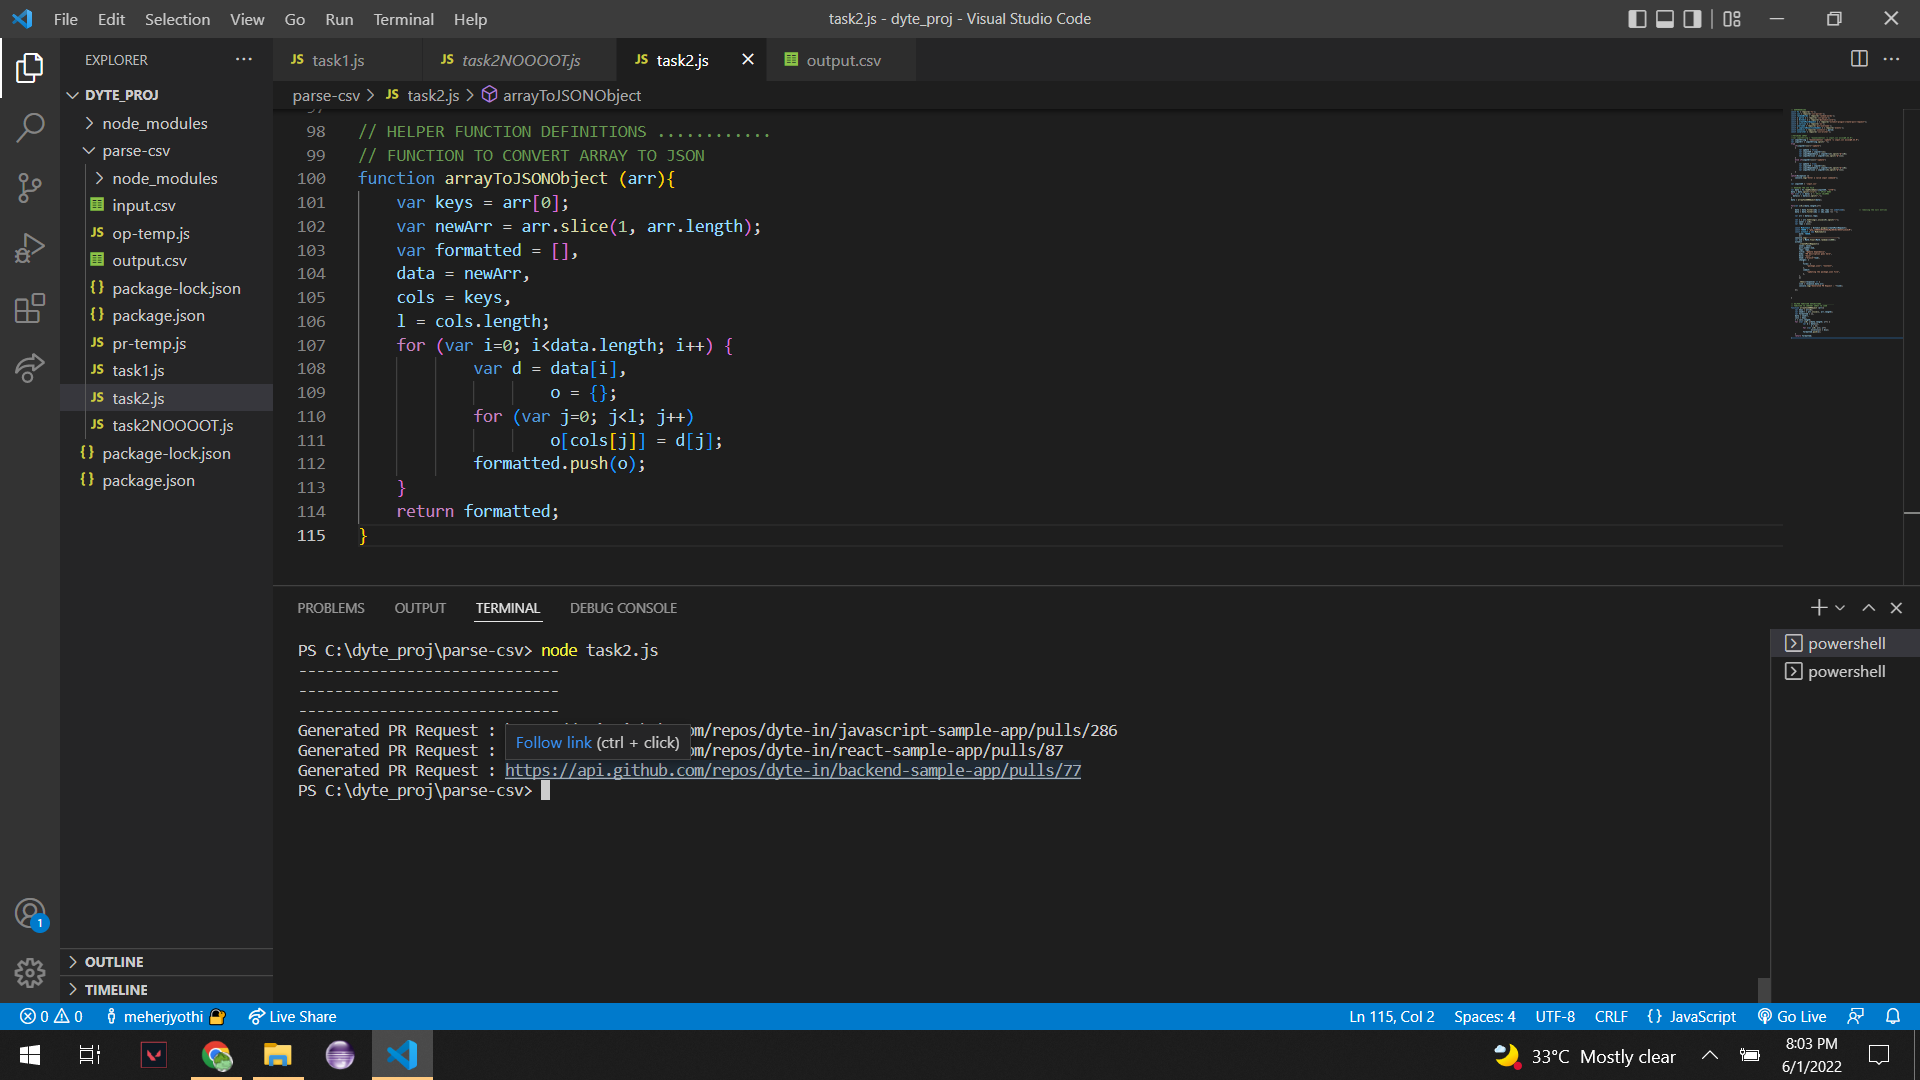 File Edit Selection View Go Run Terminal Help
task2.js - dyte_proj - Visual Studio Code
EXPLORER
DYTE_PROJ
node_modules
parse-csv
node_modules
input.csv
JS op-temp.js
output.csv
{} package-lock.json
{} package.json
JS pr-temp.js
JS task1.js
JS task2.js
JS task2NOOOOT.js
{} package-lock.json
{} package.json
OUTLINE
TIMELINE
JS task1.js
JS task2NOOOOT.js
JS task2.js
output.csv
parse-csv > JS task2.js > arrayToJSONObject
98 // HELPER FUNCTION DEFINITIONS ............
99 // FUNCTION TO CONVERT ARRAY TO JSON
100 function arrayToJSONObject (arr){
101 var keys = arr[0];
102 var newArr = arr.slice(1, arr.length);
103 var formatted = [],
104 data = newArr,
105 cols = keys,
106 l = cols.length;
107 for (var i=0; i<data.length; i++) {
108 var d = data[i],
109 o = {};
110 for (var j=0; j<l; j++)
111 o[cols[j]] = d[j];
112 formatted.push(o);
113 }
114 return formatted;
115 }
PROBLEMS OUTPUT TERMINAL DEBUG CONSOLE
PS C:\dyte_proj\parse-csv> node task2.js
-----------------------------
-----------------------------
-----------------------------
Generated PR Request : m/repos/dyte-in/javascript-sample-app/pulls/286
Follow link (ctrl + click)
Generated PR Request : m/repos/dyte-in/react-sample-app/pulls/87
Generated PR Request : https://api.github.com/repos/dyte-in/backend-sample-app/pulls/77
PS C:\dyte_proj\parse-csv>
powershell
powershell
1
0 0 meherjyothi Live Share
Ln 115, Col 2 Spaces: 4 UTF-8 CRLF {} JavaScript Go Live
33°C Mostly clear
8:03 PM
6/1/2022